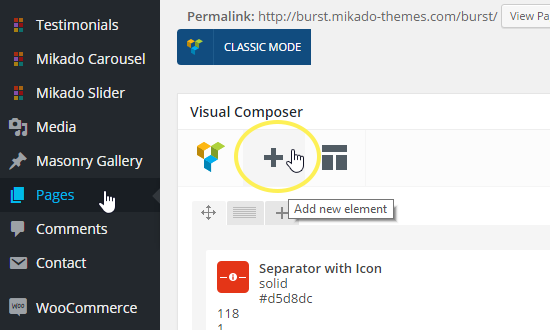 Testimonials
Mikado Carousel
Mikado Slider
Media
Masonry Gallery
Pages
Comments
Contact
WOO
WooCommerce
Permalink: http://burst.mikado-themes.com/burst/ View Pa
CLASSIC MODE
Visual Composer
Add new element
Separator with Icon
solid
#d5d8dc
118
1